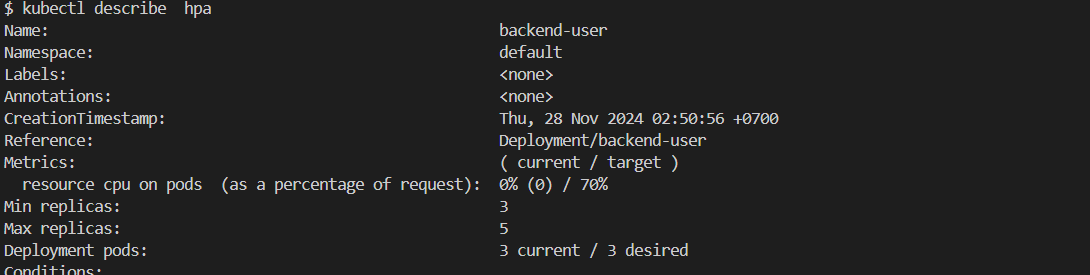 $ kubectl describe  hpa
Name:                                                  backend-user
Namespace:                                             default
Labels:                                                <none>
Annotations:                                           <none>
CreationTimestamp:                                     Thu, 28 Nov 2024 02:50:56 +0700
Reference:                                             Deployment/backend-user
Metrics:                                               ( current / target )
  resource cpu on pods  (as a percentage of request):  0% (0) / 70%
Min replicas:                                          3
Max replicas:                                          5
Deployment pods:                                       3 current / 3 desired
Conditions: